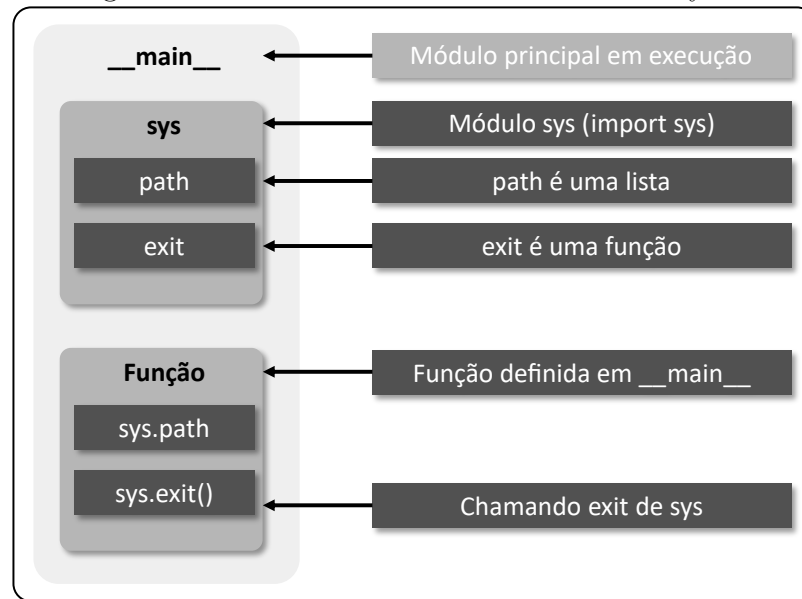 __main__
Módulo principal em execução
sys
Módulo sys (import sys)
path
path é uma lista
exit
exit é uma função
Função
Função definida em __main__
sys.path
sys.exit()
Chamando exit de sys